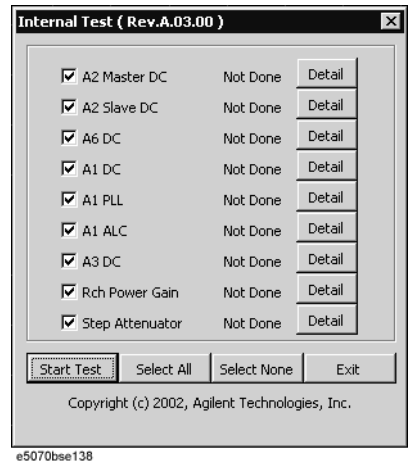 Internal Test ( Rev.A.03.00 )
A2 Master DC Not Done Detail
A2 Slave DC Not Done Detail
A6 DC Not Done Detail
A1 DC Not Done Detail
A1 PLL Not Done Detail
A1 ALC Not Done Detail
A3 DC Not Done Detail
Rch Power Gain Not Done Detail
Step Attenuator Not Done Detail
Start Test Select All Select None Exit
Copyright (c) 2002, Agilent Technologies, Inc.
e5070bse138